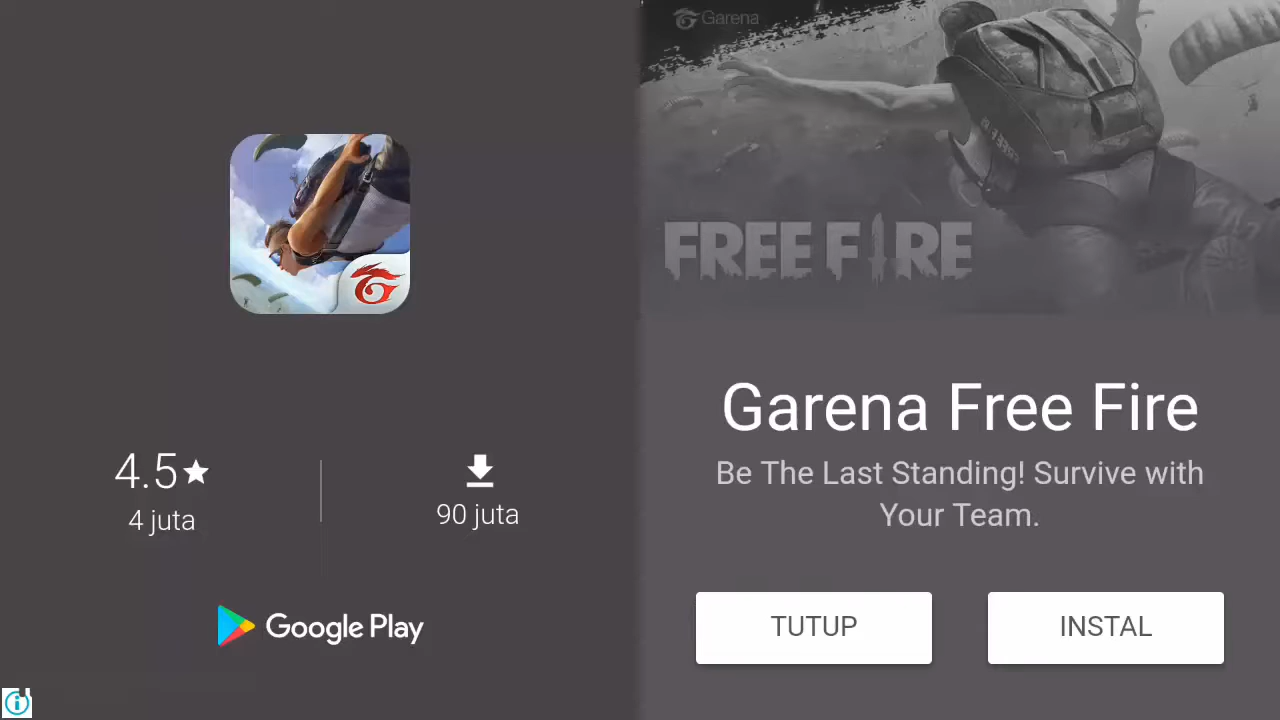 4.5
4 juta
90 juta
Google Play
Garena
FREE FIRE
Garena Free Fire
Be The Last Standing! Survive with
Your Team.
TUTUP
INSTAL